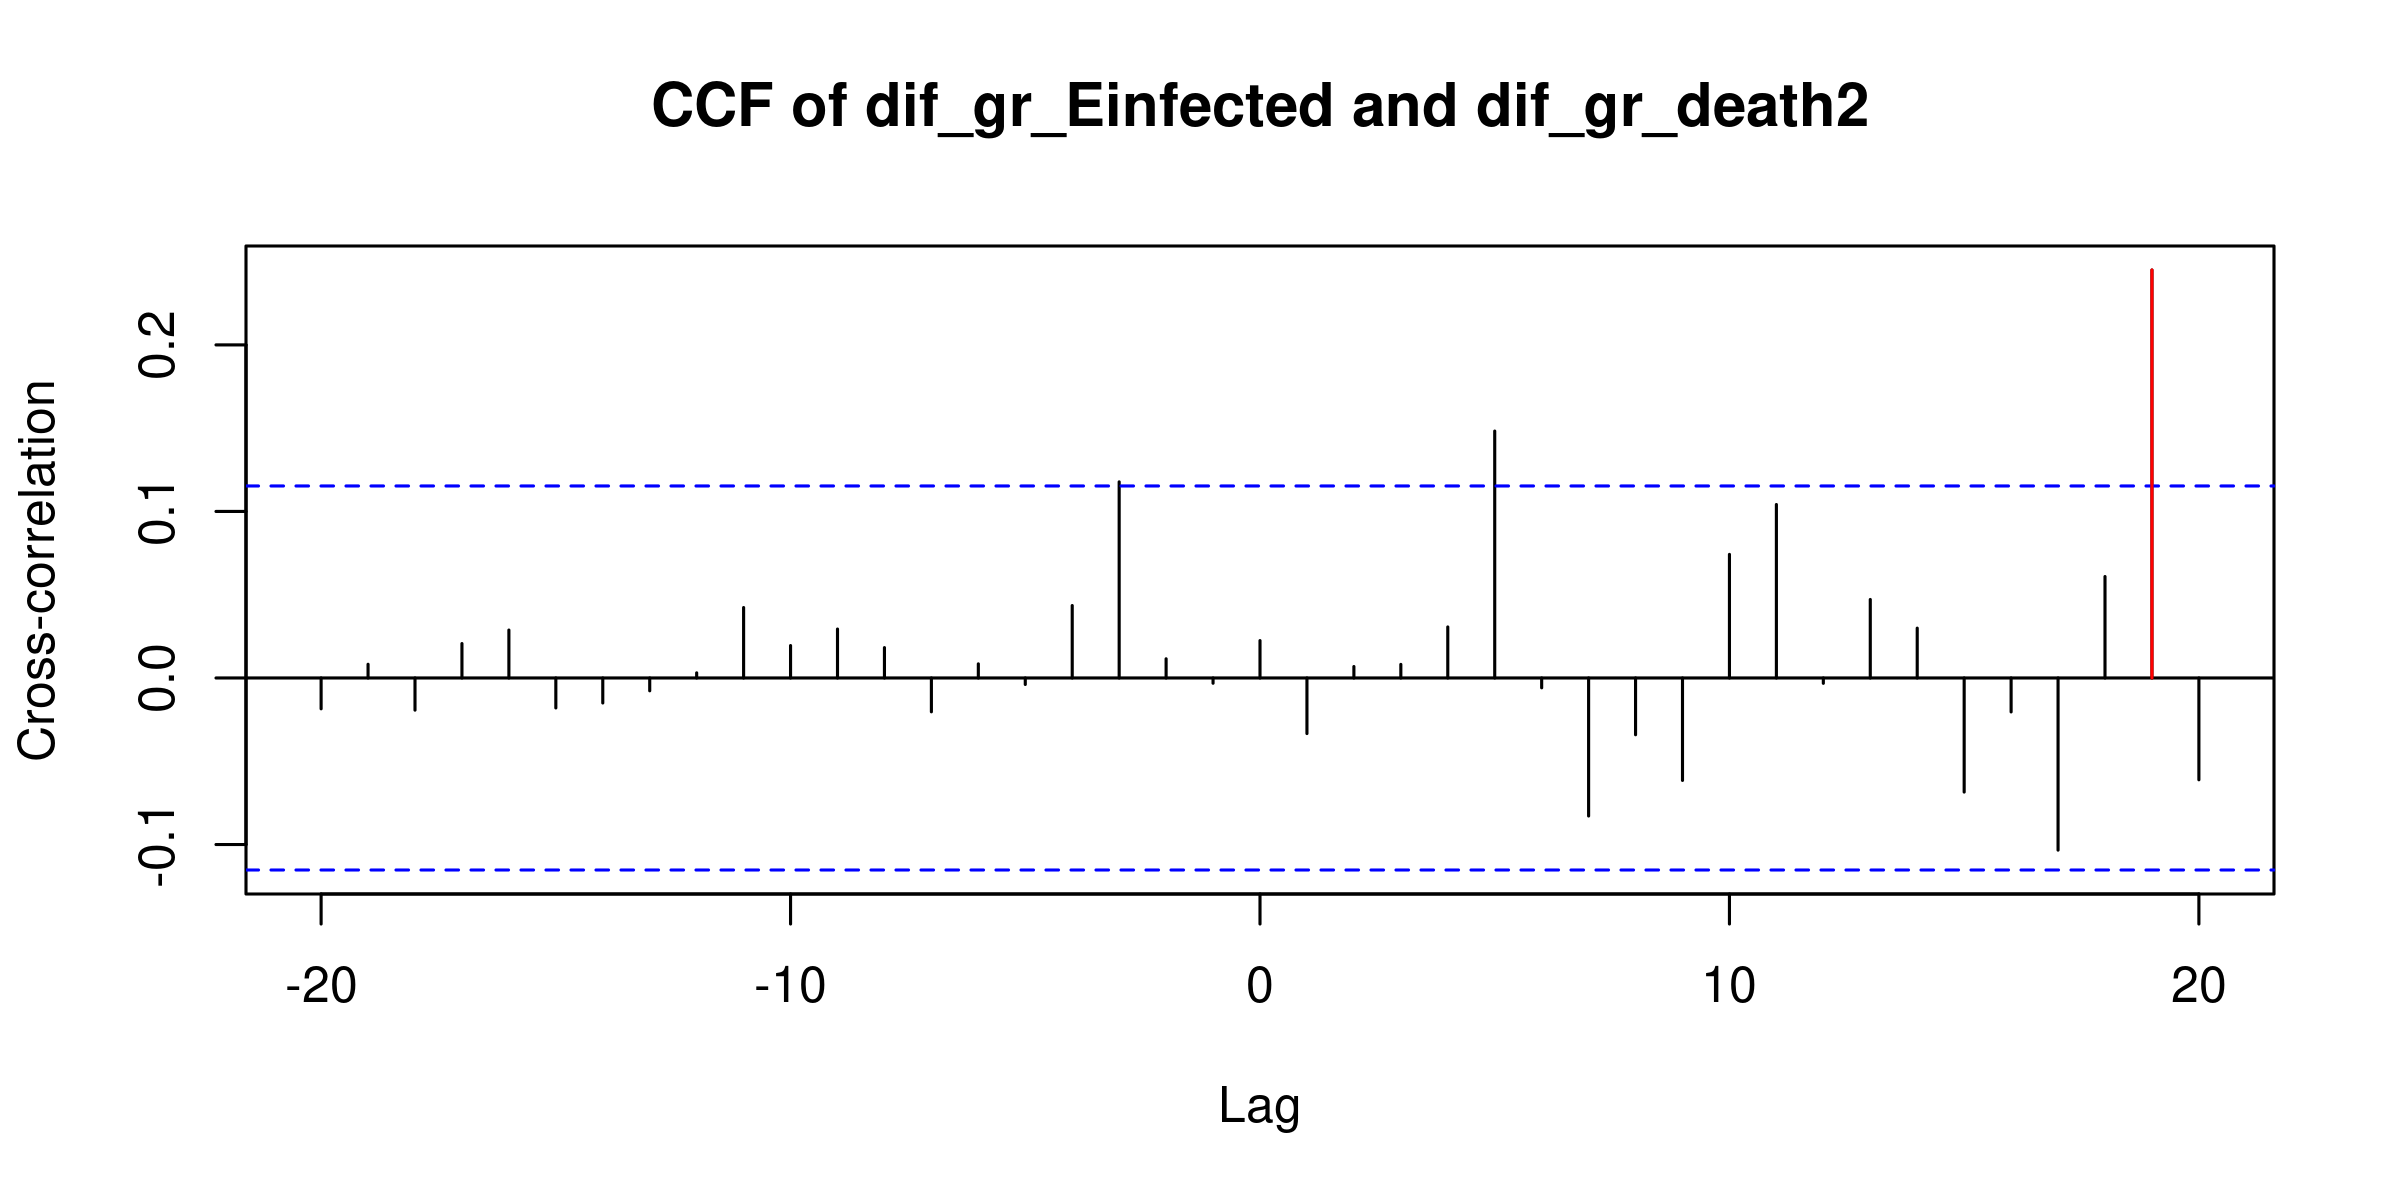 CCF of dif_gr_Einfected and dif_gr_death2
Cross-correlation
0.2
0.1
0.0
-0.1
-20 -10 0 10 20
Lag